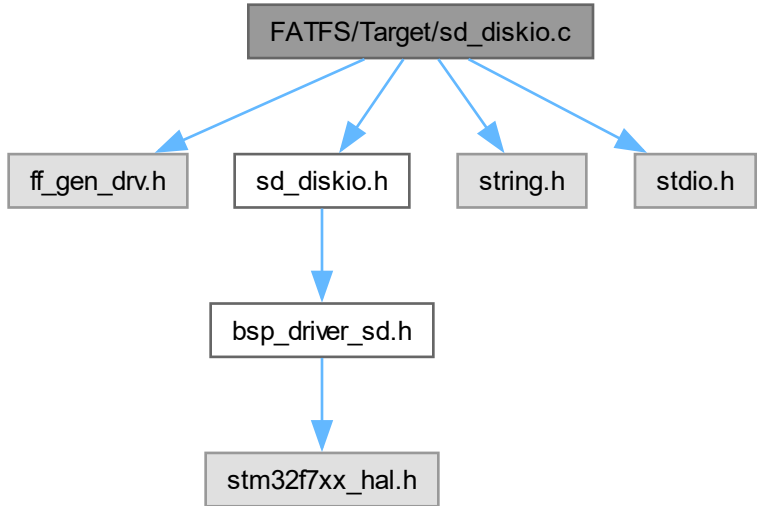 FATFS/Target/sd_diskio.c
ff_gen_drv.h
sd_diskio.h
string.h
stdio.h
bsp_driver_sd.h
stm32f7xx_hal.h